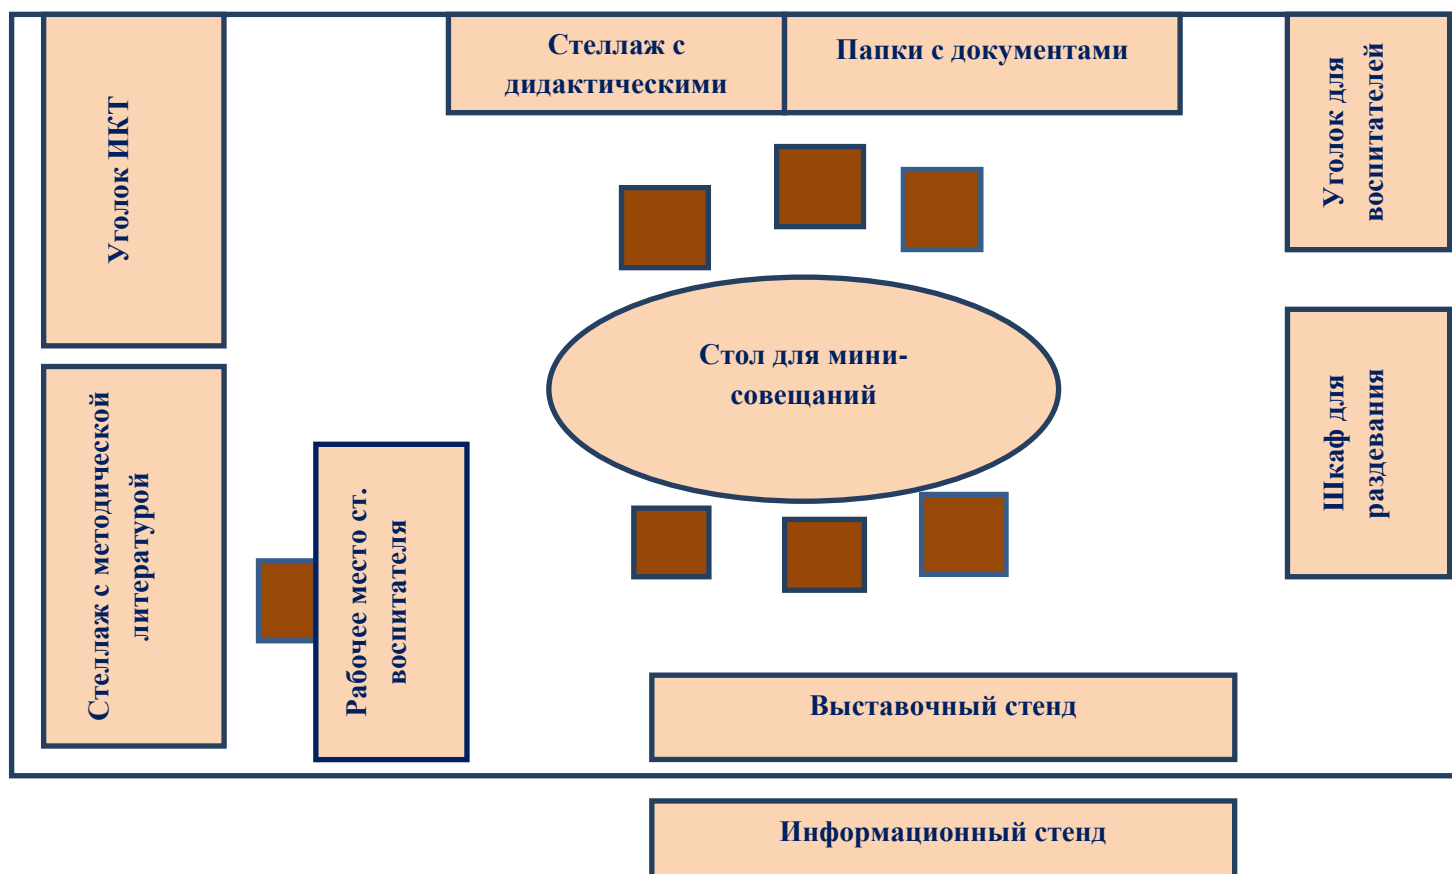 Уголок ИКТ
Стеллаж с
дидактическими
Папки с документами
Уголок для
воспитателей
Стол для мини-
совещаний
Шкаф для
раздевания
Стеллаж с методической
литературой
Рабочее место ст.
воспитателя
Выставочный стенд
Информационный стенд